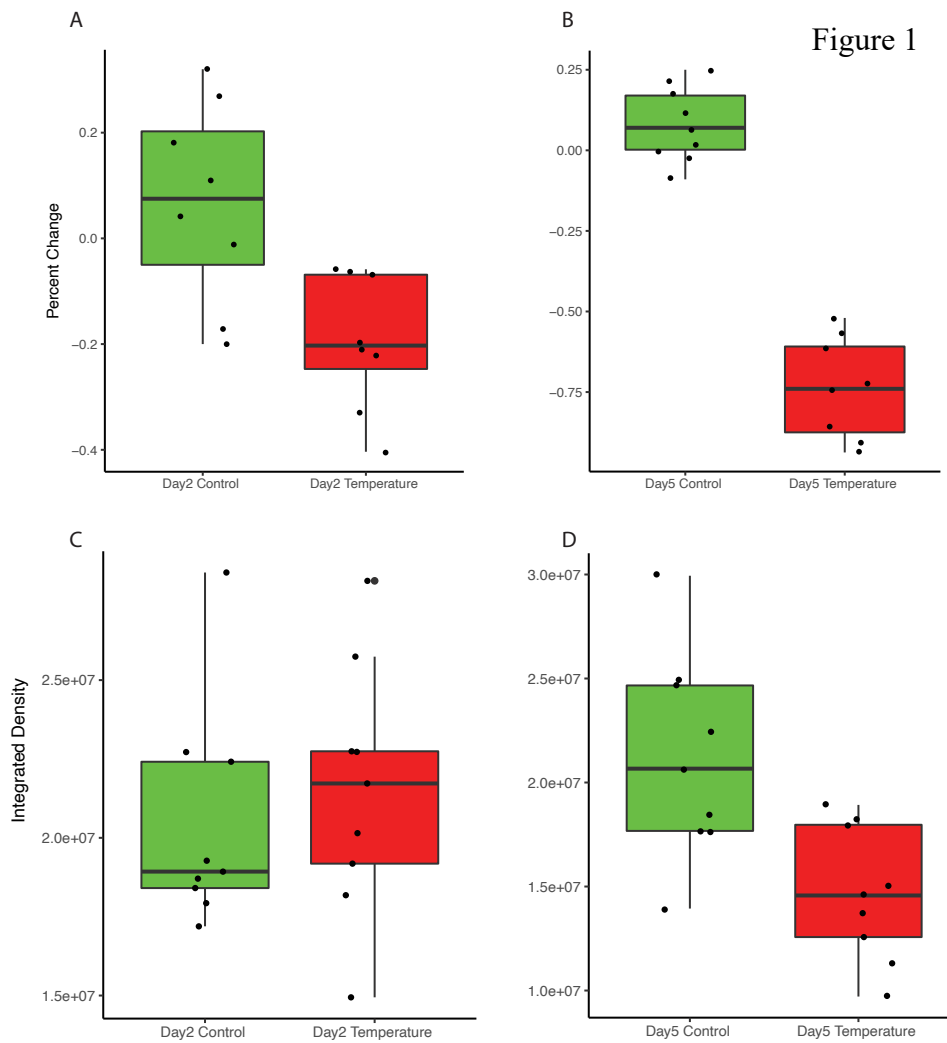 Figure 1
A
Percent Change
0.2
0.0
−0.2
−0.4
Day2 Control
Day2 Temperature
B
0.25
0.00
−0.25
−0.50
−0.75
Day5 Control
Day5 Temperature
C
Integrated Density
2.5e+07
2.0e+07
1.5e+07
Day2 Control
Day2 Temperature
D
3.0e+07
2.5e+07
2.0e+07
1.5e+07
1.0e+07
Day5 Control
Day5 Temperature